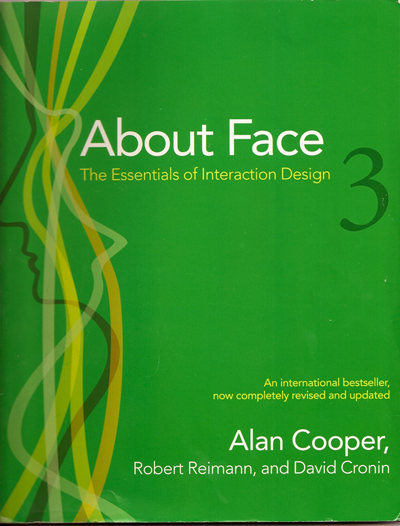 About Face
The Essentials of Interaction Design
3
An international bestseller,
now completely revised and updated
Alan Cooper,
Robert Reimann, and David Cronin